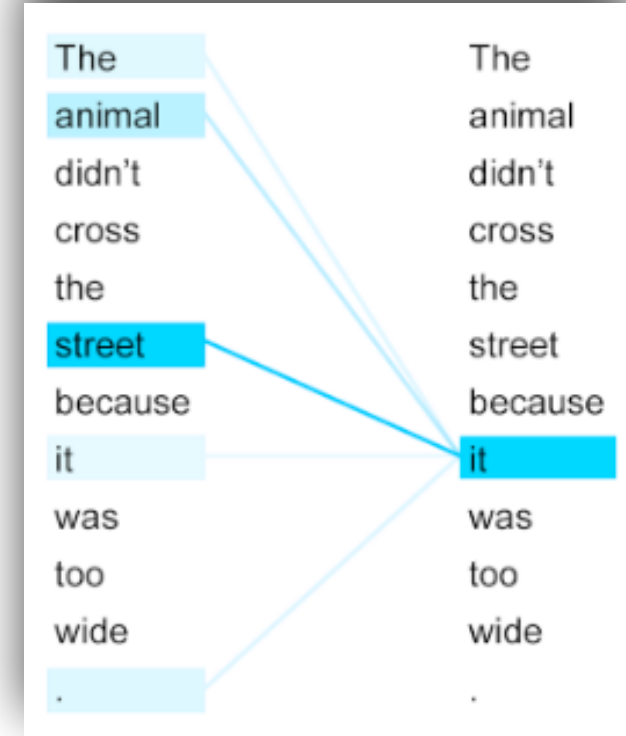 The
animal
didn't
cross
the
street
because
it
was
too
wide
.
The
animal
didn't
cross
the
street
because
it
was
too
wide
.